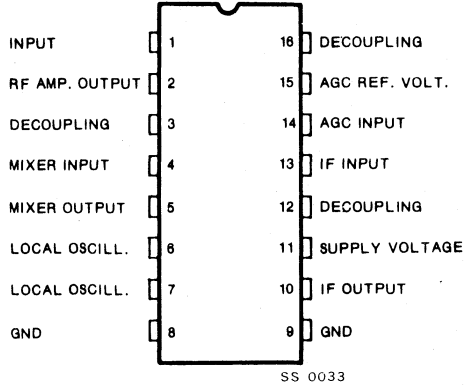 INPUT 1 16 DECOUPLING
RF AMP. OUTPUT 2 15 AGC REF. VOLT.
DECOUPLING 3 14 AGC INPUT
MIXER INPUT 4 13 IF INPUT
MIXER OUTPUT 5 12 DECOUPLING
LOCAL OSCILL. 6 11 SUPPLY VOLTAGE
LOCAL OSCILL. 7 10 IF OUTPUT
GND 8 9 GND
SS 0033